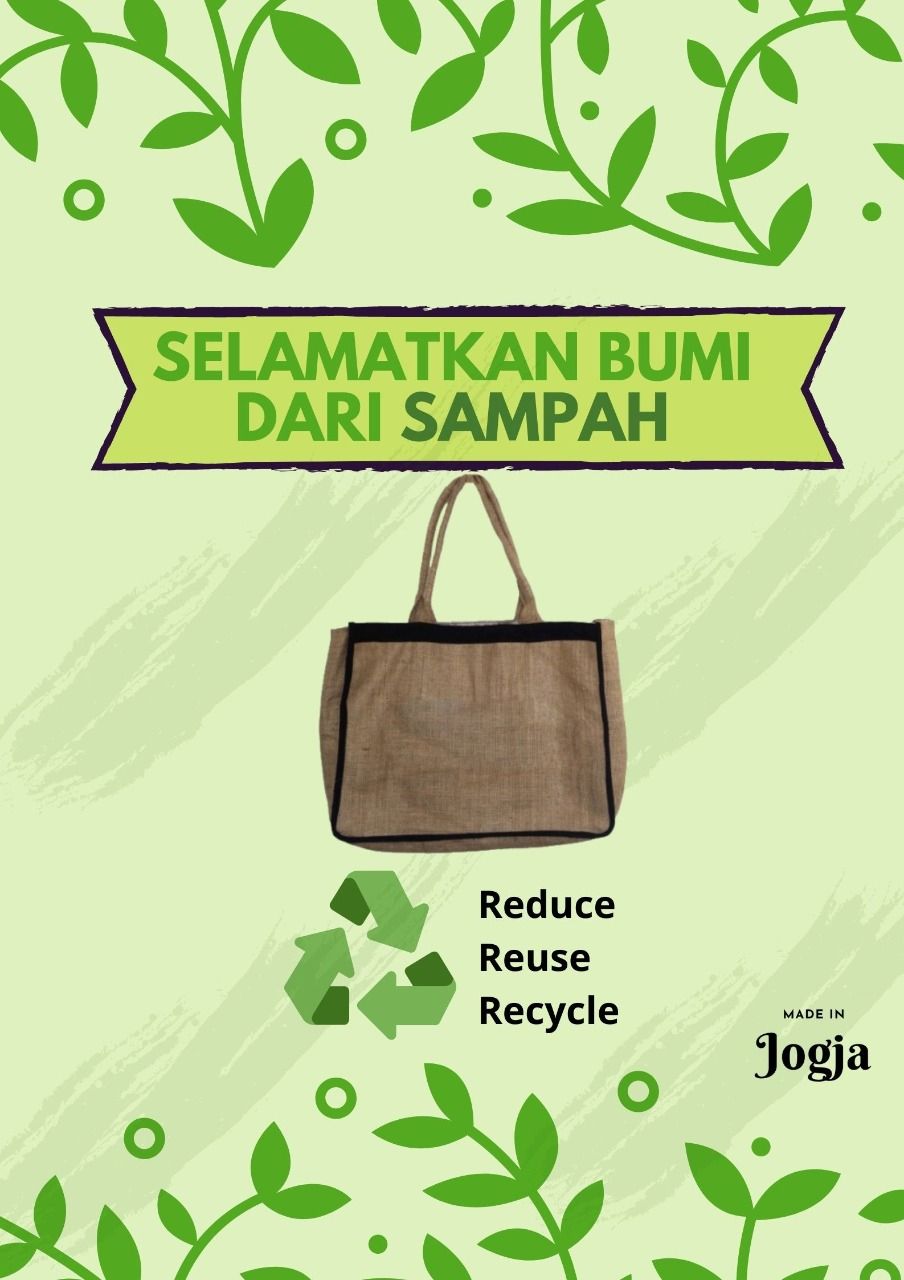 SELAMATKAN BUMI
DARI SAMPAH
Reduce
Reuse
Recycle
MADE IN
Jogja